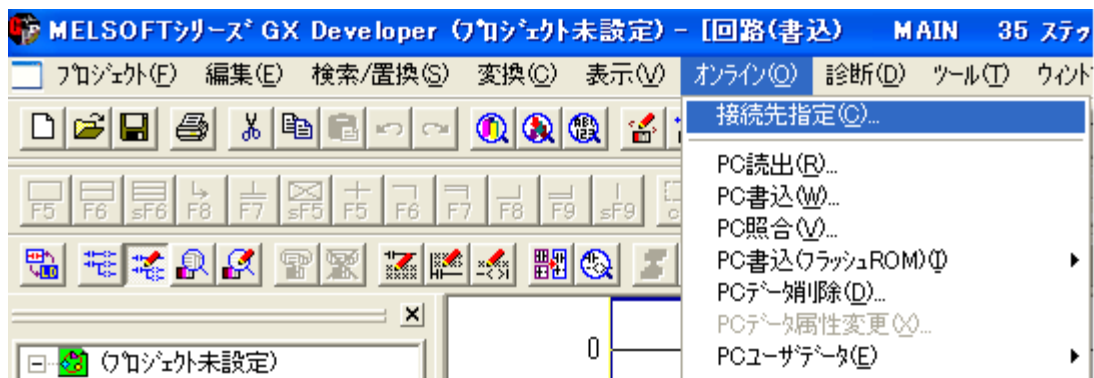 MELSOFTシリーズ GX Developer (プロジェクト未設定) - [回路(書込) MAIN 35 ステッ
プロジェクト(F) 編集(E) 検索/置換(S) 変換(C) 表示(V) オンライン(O) 診断(D) ツール(T) ウィント
接続先指定(C)...
PC読出(R)...
PC書込(W)...
PC照合(V)...
PC書込(フラッシュROM)(I)
PCデータ削除(D)...
PCデータ属性変更(X)...
PCユーザデータ(E)
F5 F6 sF6 F8 F7 sF5 F5 F6 F7 F8 F9 sF9 c
LD
(プロジェクト未設定)
0